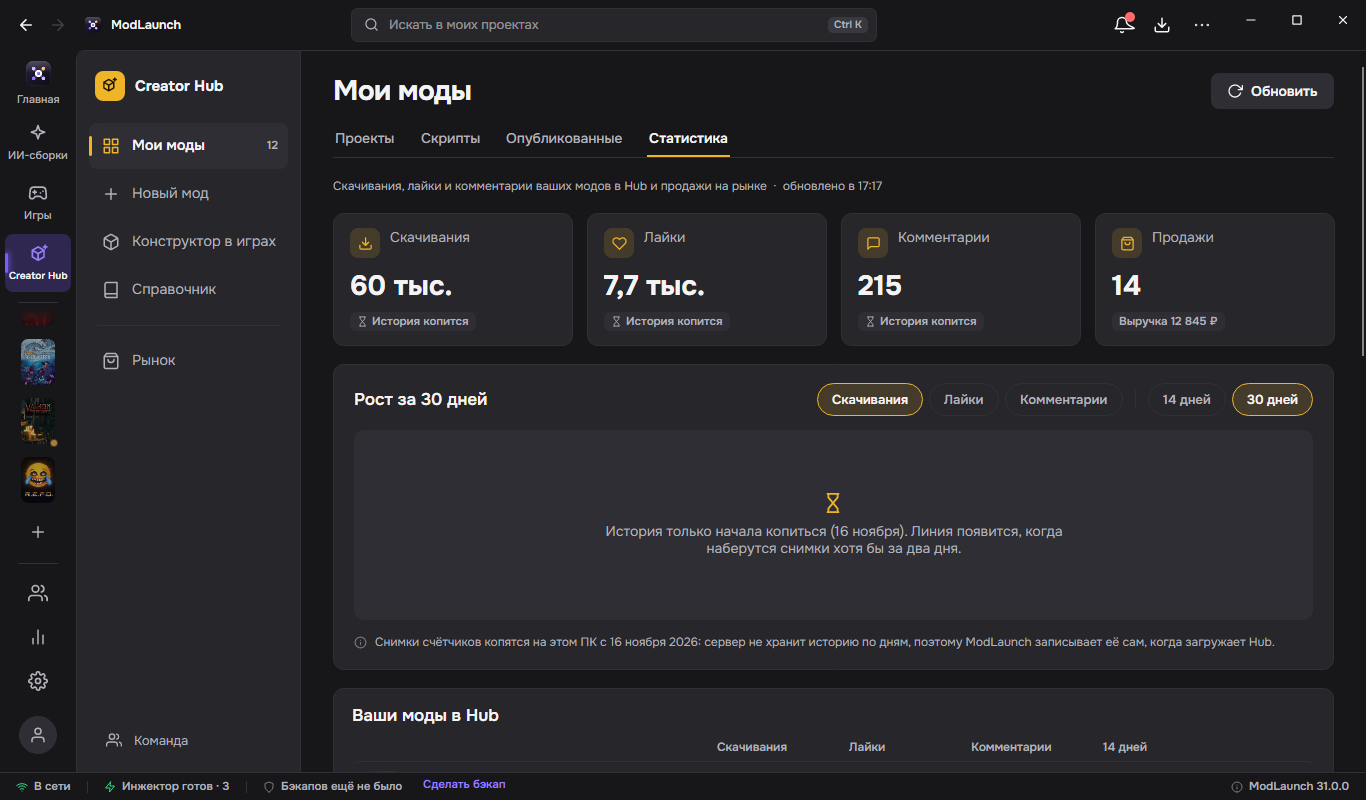 ModLaunch
Искать в моих проектах
Ctrl K
Главная
ИИ-сборки
Игры
Creator Hub
Creator Hub
Мои моды
12
Новый мод
Конструктор в играх
Справочник
Рынок
Команда
Мои моды
Обновить
Проекты
Скрипты
Опубликованные
Статистика
Скачивания, лайки и комментарии ваших модов в Hub и продажи на рынке · обновлено в 17:17
Скачивания
60 тыс.
История копится
Лайки
7,7 тыс.
История копится
Комментарии
215
История копится
Продажи
14
Выручка 12 845 ₽
Рост за 30 дней
Скачивания
Лайки
Комментарии
14 дней
30 дней
История только начала копиться (16 ноября). Линия появится, когда
наберутся снимки хотя бы за два дня.
Снимки счётчиков копятся на этом ПК с 16 ноября 2026: сервер не хранит историю по дням, поэтому ModLaunch записывает её сам, когда загружает Hub.
Ваши моды в Hub
Скачивания
Лайки
Комментарии
14 дней
В сети
Инжектор готов · 3
Бэкапов ещё не было
Сделать бэкап
ModLaunch 31.0.0